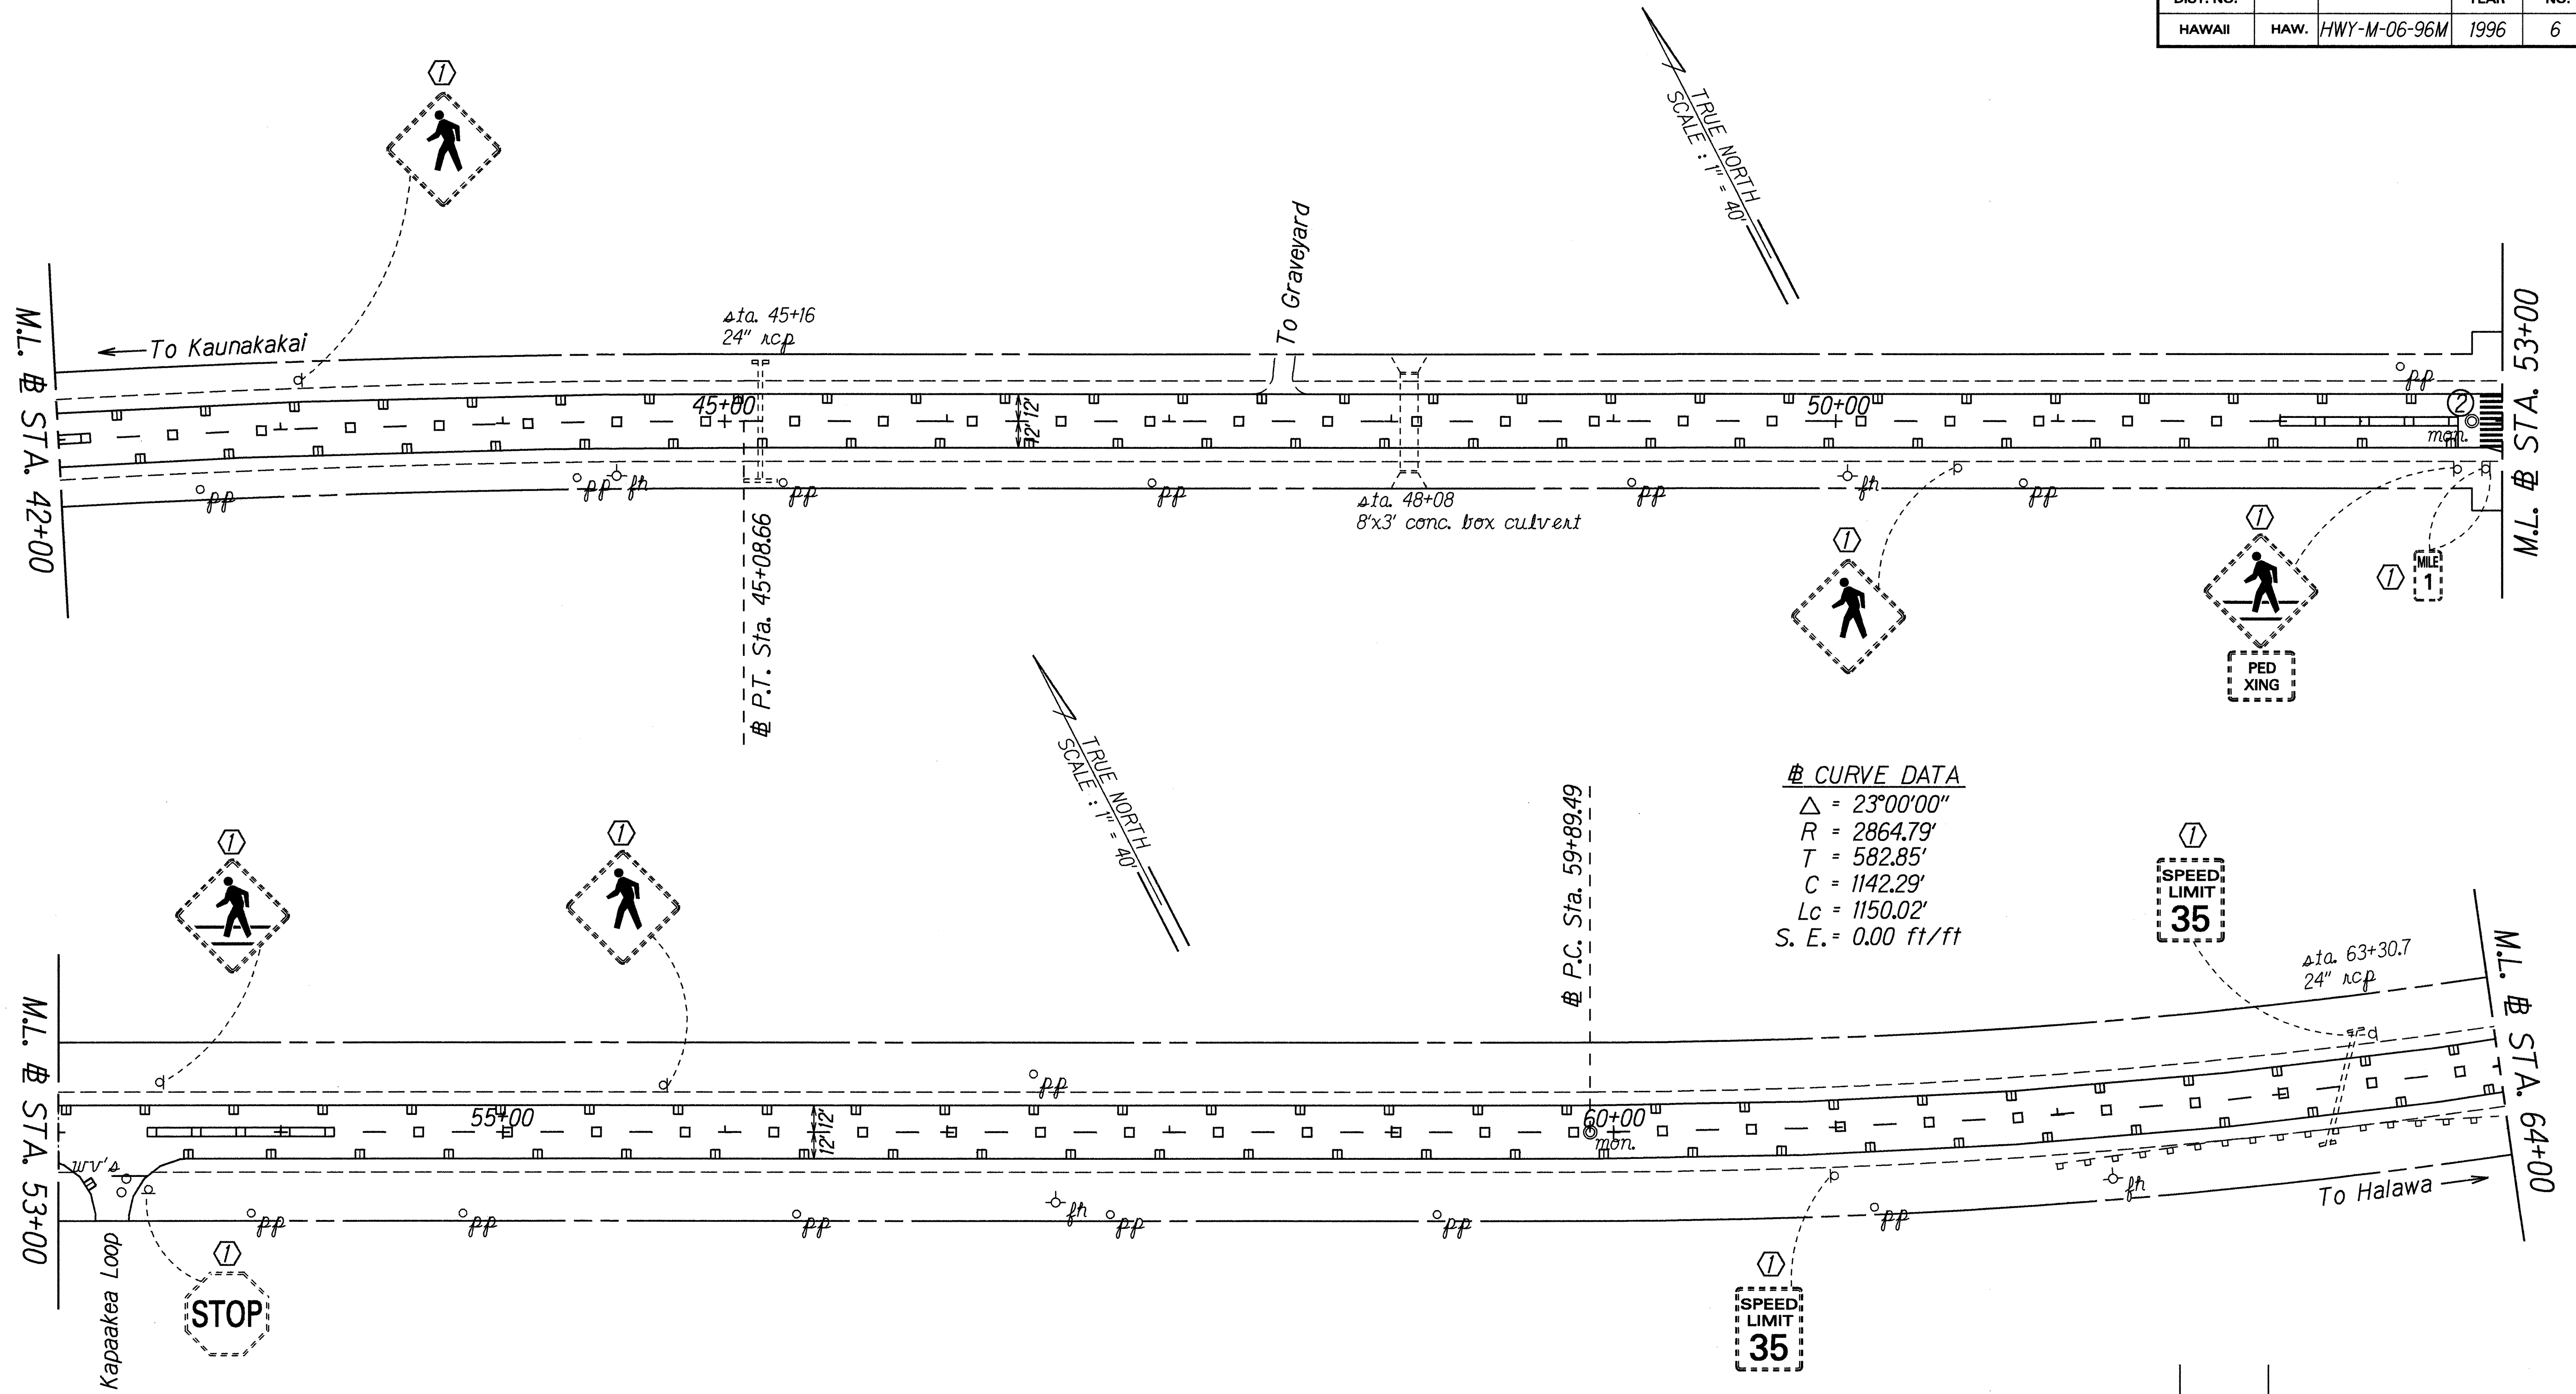 DIST. NO. YEAR NO.
HAWAII HAW. HWY-M-06-96M 1996 6
1
TRUE NORTH
SCALE : 1" = 40'
To Graveyard
sta. 45+16
24" rcp
To Kaunakakai
M.L. ℄ STA. 42+00
M.L. ℄ STA. 53+00
45+00
12' 12'
50+00
2
mon.
pp
pp
pp
fh
pp
pp
pp
fh
pp
sta. 48+08
8'x3' conc. box culvert
℄ P.T. Sta. 45+08.66
1
1
PED
XING
1
MILE
1
TRUE NORTH
SCALE : 1" = 40'
℄ CURVE DATA
△ = 23°00'00"
R = 2864.79'
T = 582.85'
C = 1142.29'
Lc = 1150.02'
S. E. = 0.00 ft/ft
℄ P.C. Sta. 59+89.49
1
1
1
SPEED
LIMIT
35
sta. 63+30.7
24" rcp
M.L. ℄ STA. 53+00
M.L. ℄ STA. 64+00
pp
55+00
12' 12'
60+00
mon.
wv's
pp
pp
pp
fh
pp
pp
pp
fh
To Halawa
Kapaakea Loop
1
STOP
1
SPEED
LIMIT
35